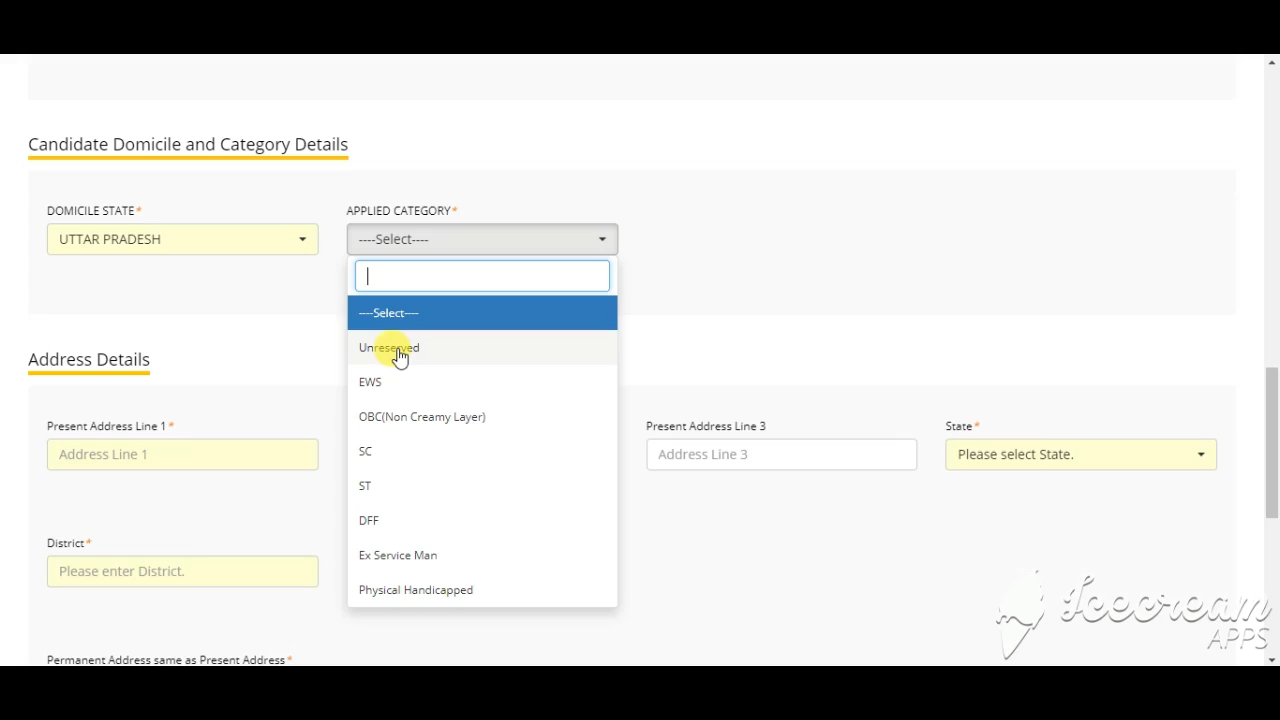 Candidate Domicile and Category Details
DOMICILE STATE*
APPLIED CATEGORY*
UTTAR PRADESH
----Select----
----Select----
Unreserved
EWS
OBC(Non Creamy Layer)
SC
ST
DFF
Ex Service Man
Physical Handicapped
Address Details
Present Address Line 1*
Present Address Line 3
State*
Address Line 1
Address Line 3
Please select State.
District*
Please enter District.
Permanent Address same as Present Address*
Icecream
APPS